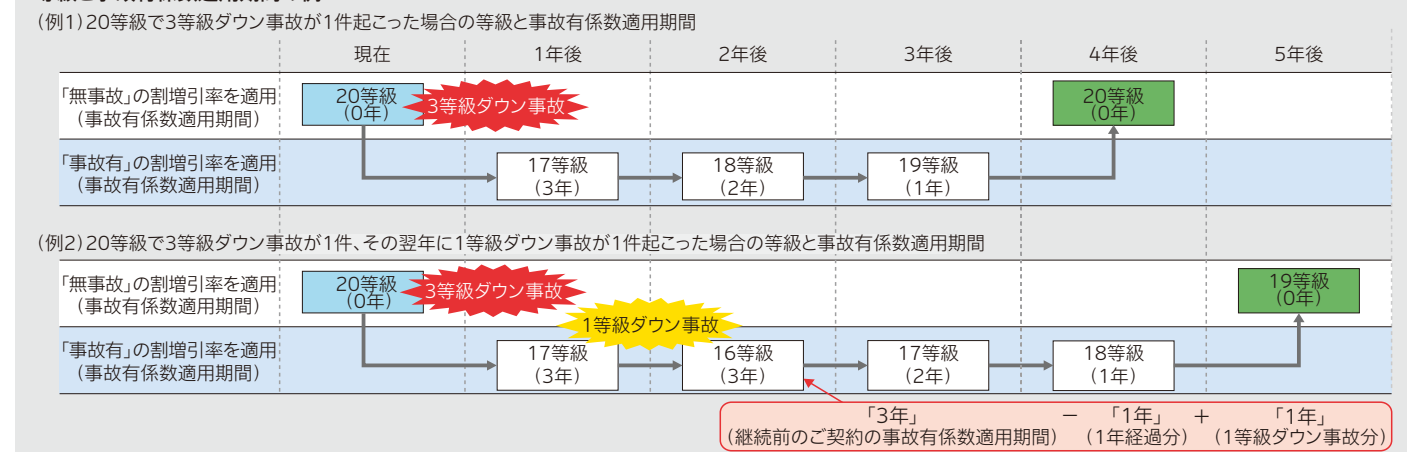 (例1)20等級で3等級ダウン事故が1件起こった場合の等級と事故有係数適用期間
現在 1年後 2年後 3年後 4年後 5年後
「無事故」の割増引率を適用
(事故有係数適用期間)
20等級
(0年)
3等級ダウン事故
20等級
(0年)
「事故有」の割増引率を適用
(事故有係数適用期間)
17等級
(3年)
18等級
(2年)
19等級
(1年)
(例2)20等級で3等級ダウン事故が1件、その翌年に1等級ダウン事故が1件起こった場合の等級と事故有係数適用期間
「無事故」の割増引率を適用
(事故有係数適用期間)
20等級
(0年)
3等級ダウン事故
1等級ダウン事故
19等級
(0年)
「事故有」の割増引率を適用
(事故有係数適用期間)
17等級
(3年)
16等級
(3年)
17等級
(2年)
18等級
(1年)
「3年」 − 「1年」 + 「1年」
(継続前のご契約の事故有係数適用期間) (1年経過分) (1等級ダウン事故分)